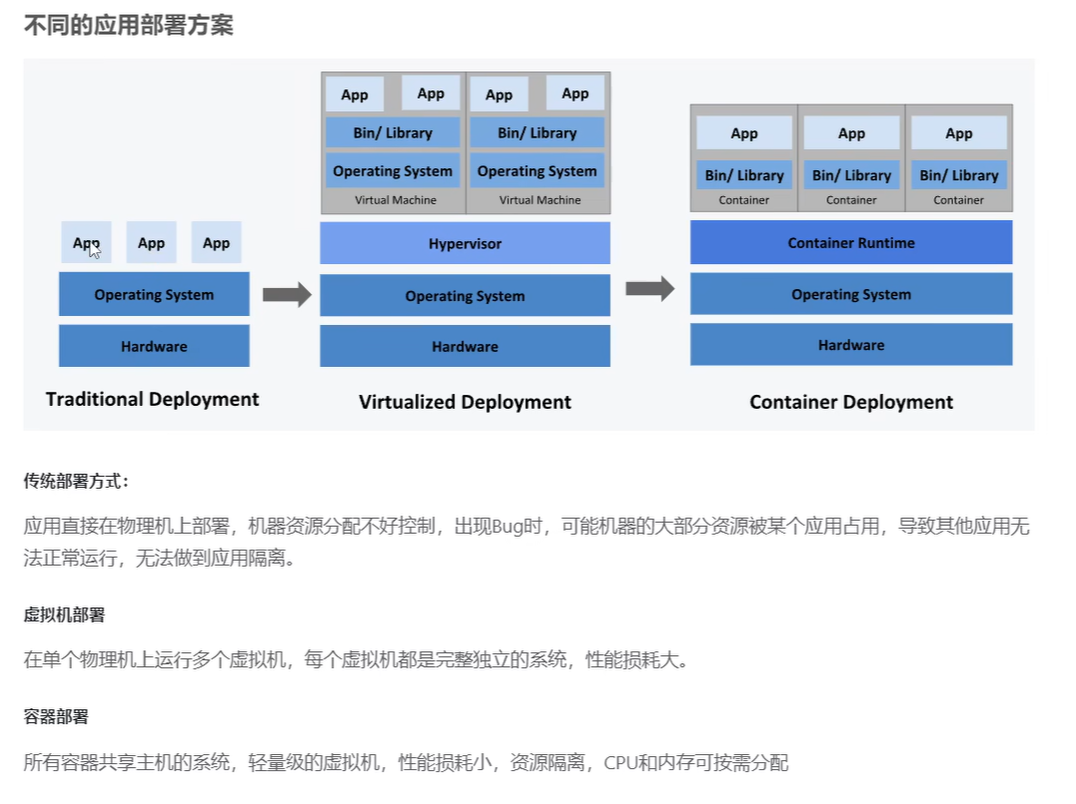 不同的应用部署方案
App App App App
Bin/ Library Bin/ Library
Operating System Operating System
Virtual Machine Virtual Machine
App App App
Bin/ Library Bin/ Library Bin/ Library
Container Container Container
App App App
Hypervisor
Container Runtime
Operating System
Operating System
Operating System
Hardware
Hardware
Hardware
Traditional Deployment
Virtualized Deployment
Container Deployment
传统部署方式：
应用直接在物理机上部署，机器资源分配不好控制，出现Bug时，可能机器的大部分资源被某个应用占用，导致其他应用无
法正常运行，无法做到应用隔离。
虚拟机部署
在单个物理机上运行多个虚拟机，每个虚拟机都是完整独立的系统，性能损耗大。
容器部署
所有容器共享主机的系统，轻量级的虚拟机，性能损耗小，资源隔离，CPU和内存可按需分配